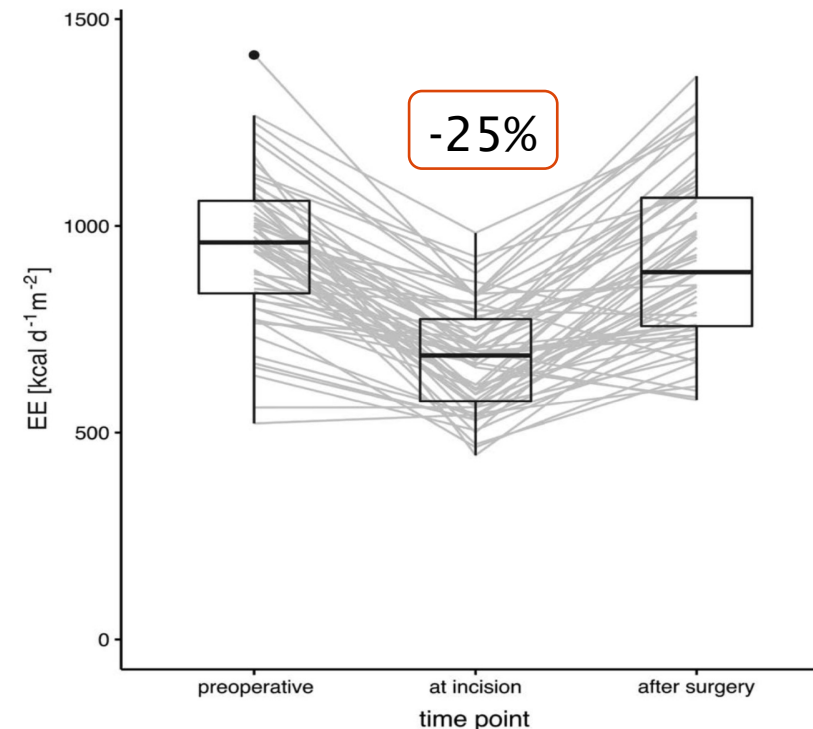 1500
-25%
1000
EE [kcal d⁻¹ m⁻²]
500
0
preoperative at incision after surgery
time point